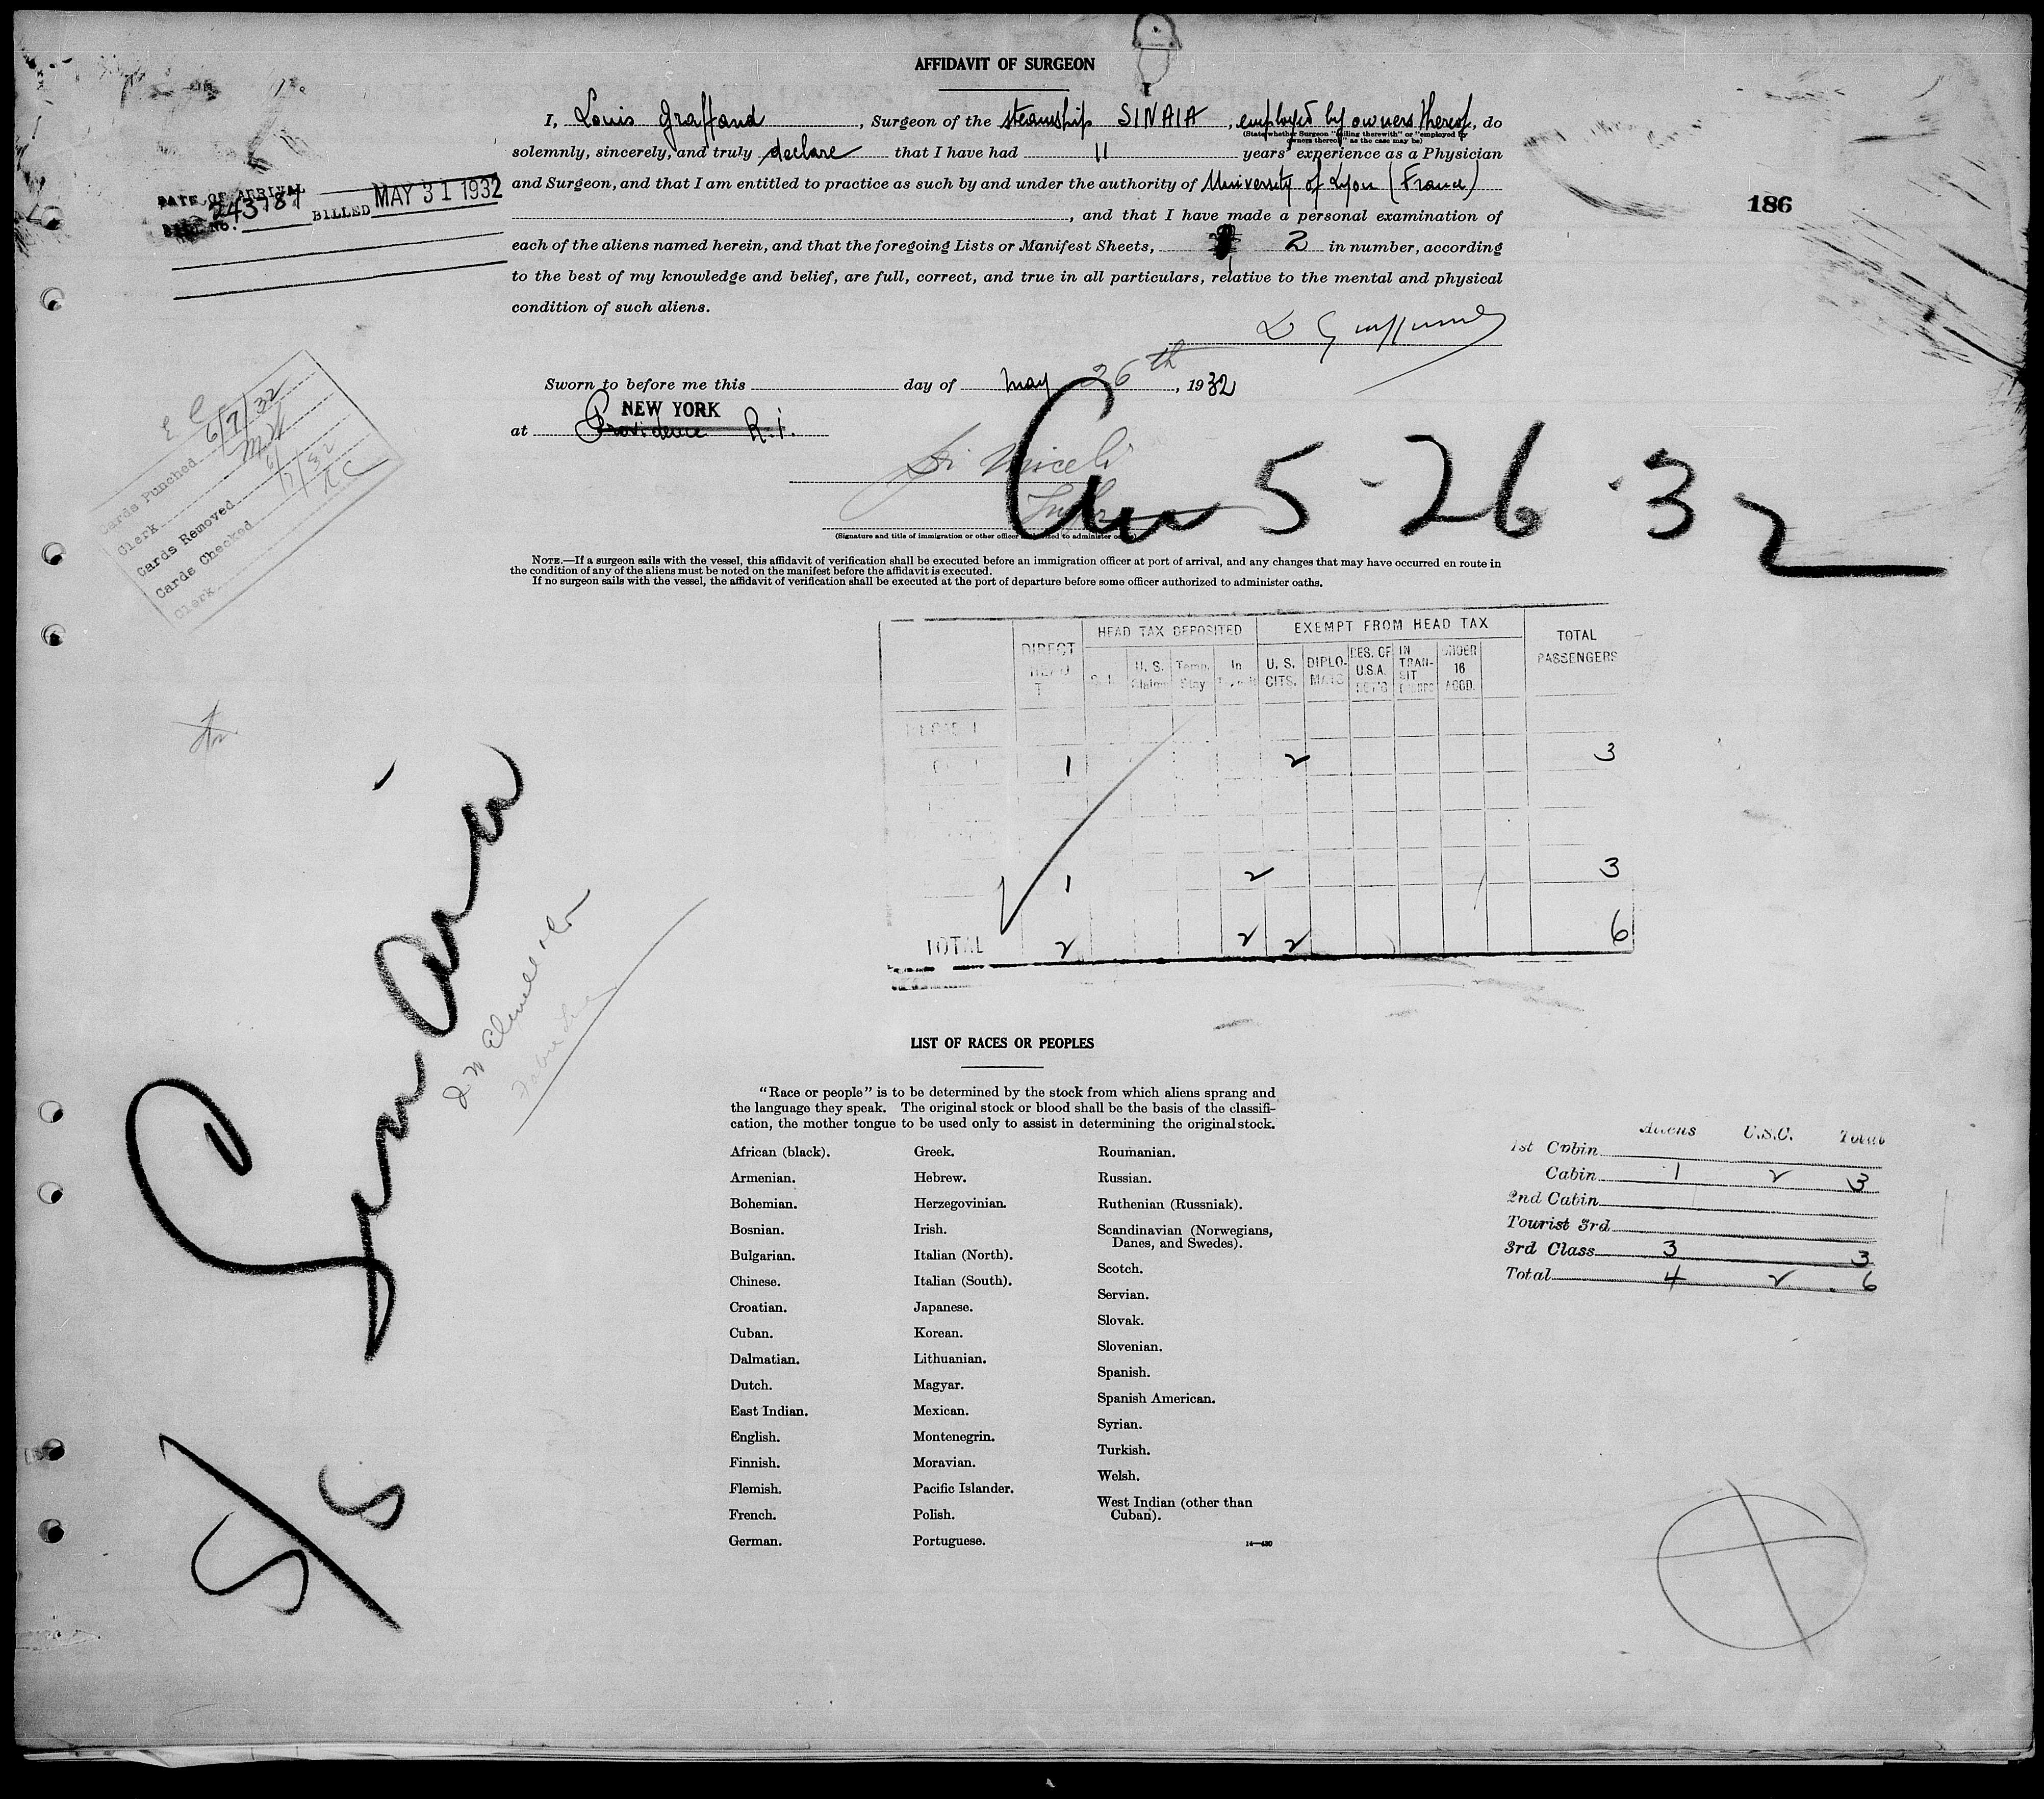 AFFIDAVIT OF SURGEON
I, Louis Graffand, Surgeon of the steamship SINAIA, employed by owners thereof, do
(State whether Surgeon "sailing therewith" or "employed by
owners thereof" as the case may be)
solemnly, sincerely, and truly declare that I have had 11 years' experience as a Physician
and Surgeon, and that I am entitled to practice as such by and under the authority of University of Lyon (France)
, and that I have made a personal examination of
each of the aliens named herein, and that the foregoing Lists or Manifest Sheets, 2 in number, according
to the best of my knowledge and belief, are full, correct, and true in all particulars, relative to the mental and physical
condition of such aliens.
DATE OF ARRIVAL
BILL NO. 243787 BILLED MAY 31 1932
186
Sworn to before me this day of May 26th, 1932
NEW YORK
at Providence R.i.
5-26-32
(Signature and title of immigration or other officer authorized to administer oaths)
NOTE.—If a surgeon sails with the vessel, this affidavit of verification shall be executed before an immigration officer at port of arrival, and any changes that may have occurred en route in
the condition of any of the aliens must be noted on the manifest before the affidavit is executed.
If no surgeon sails with the vessel, the affidavit of verification shall be executed at the port of departure before some officer authorized to administer oaths.
Cards Punched 6/7/32
Clerk
Cards Removed
Cards Checked
Clerk
DIRECT HEAD TAX DEPOSITED EXEMPT FROM HEAD TAX TOTAL PASSENGERS
U. S. Claims Temp. Stay In U. S. CITS. DIPLO-MATS RES. OF U.S.A. IN TRAN-SIT UNDER 16 ACCD.
1 2 3
1 2 3
TOTAL 2 2 2 6
S/S Sinaia
LIST OF RACES OR PEOPLES
"Race or people" is to be determined by the stock from which aliens sprang and
the language they speak. The original stock or blood shall be the basis of the classifi-
cation, the mother tongue to be used only to assist in determining the original stock.
African (black).
Armenian.
Bohemian.
Bosnian.
Bulgarian.
Chinese.
Croatian.
Cuban.
Dalmatian.
Dutch.
East Indian.
English.
Finnish.
Flemish.
French.
German.
Greek.
Hebrew.
Herzegovinian.
Irish.
Italian (North).
Italian (South).
Japanese.
Korean.
Lithuanian.
Magyar.
Mexican.
Montenegrin.
Moravian.
Pacific Islander.
Polish.
Portuguese.
Roumanian.
Russian.
Ruthenian (Russniak).
Scandinavian (Norwegians,
Danes, and Swedes).
Scotch.
Servian.
Slovak.
Slovenian.
Spanish.
Spanish American.
Syrian.
Turkish.
Welsh.
West Indian (other than
Cuban).
14—430
Aliens U.S.C. Total
1st Cabin
Cabin 1 2 3
2nd Cabin
Tourist 3rd
3rd Class 3 3
Total 4 2 6